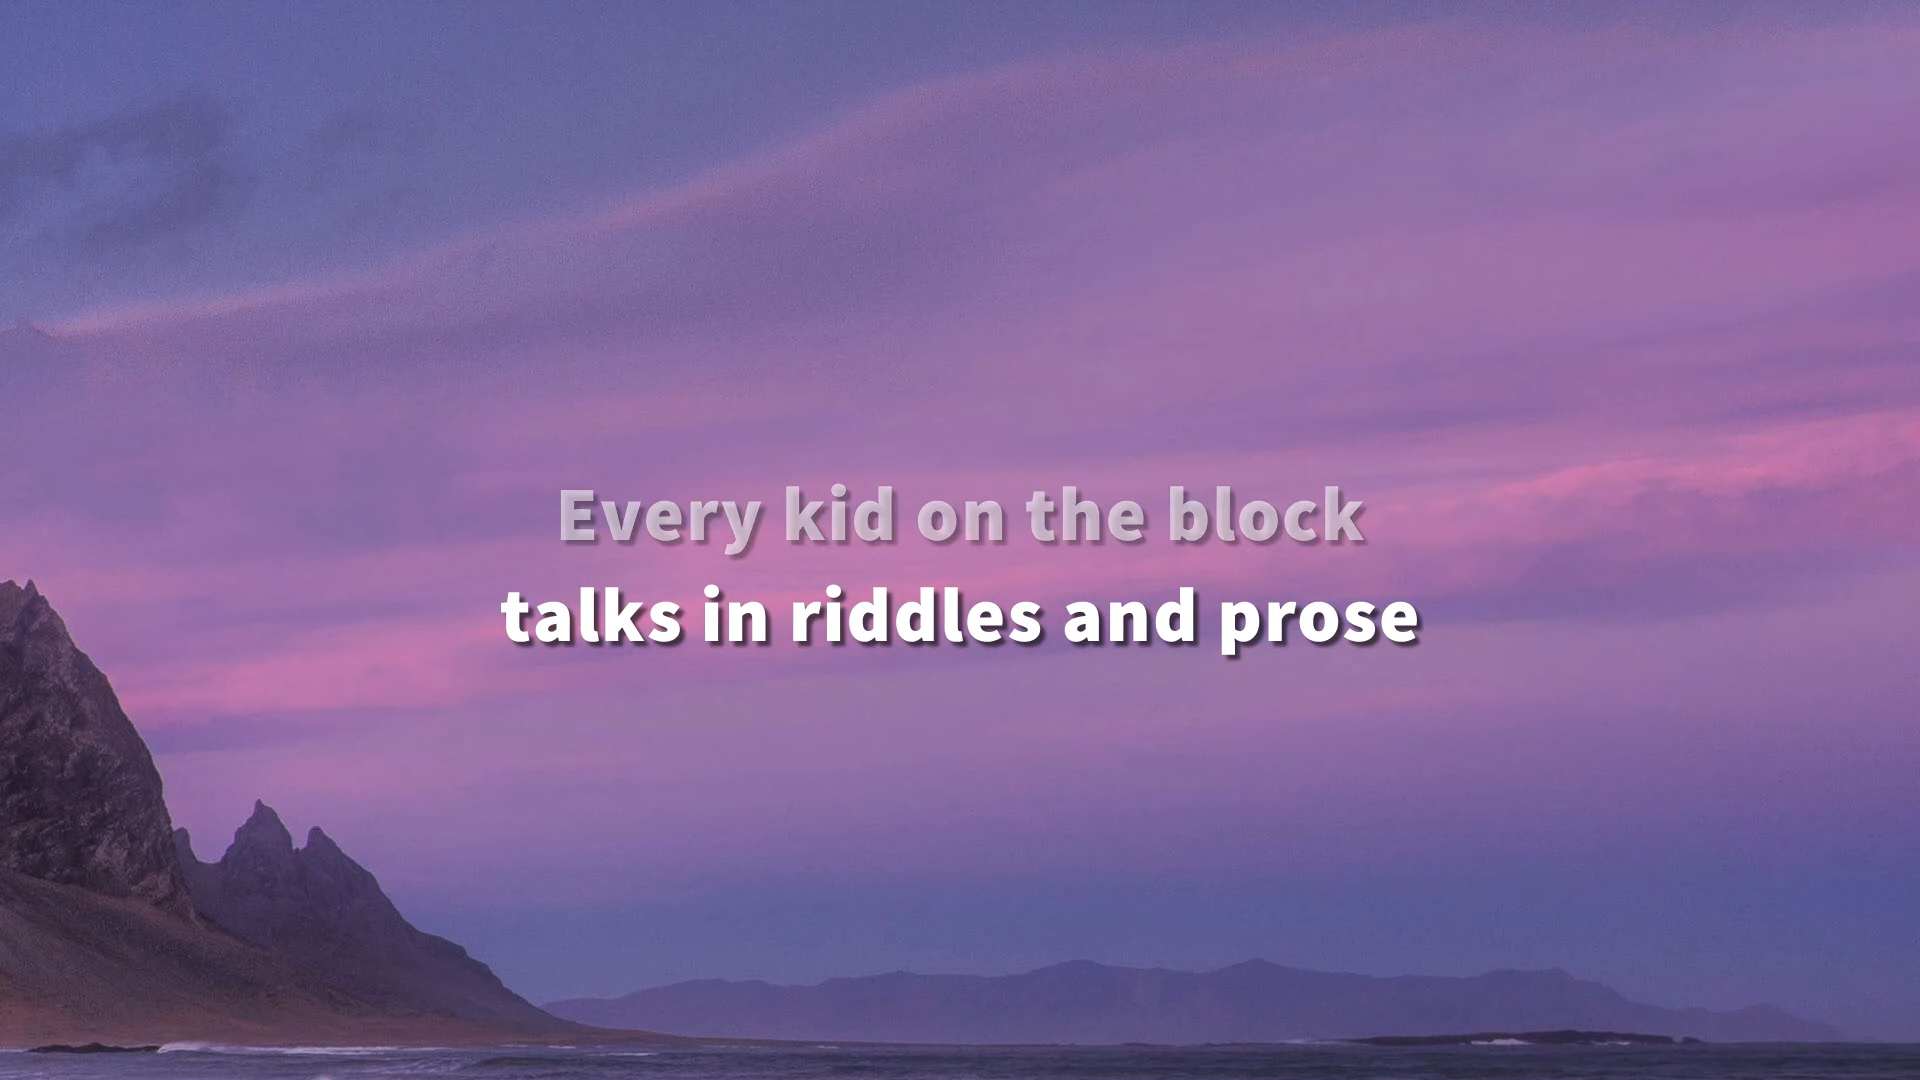 Every kid on the block
talks in riddles and prose